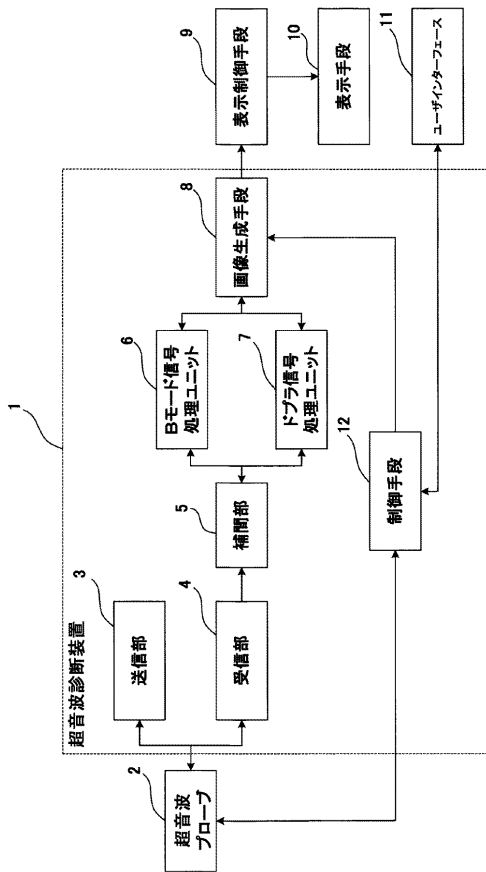 1
超音波診断装置
2
超音波
プローブ
3
送信部
4
受信部
5
補間部
6
Bモード信号
処理ユニット
7
ドプラ信号
処理ユニット
8
画像生成手段
9
表示制御手段
10
表示手段
11
ユーザインターフェース
12
制御手段